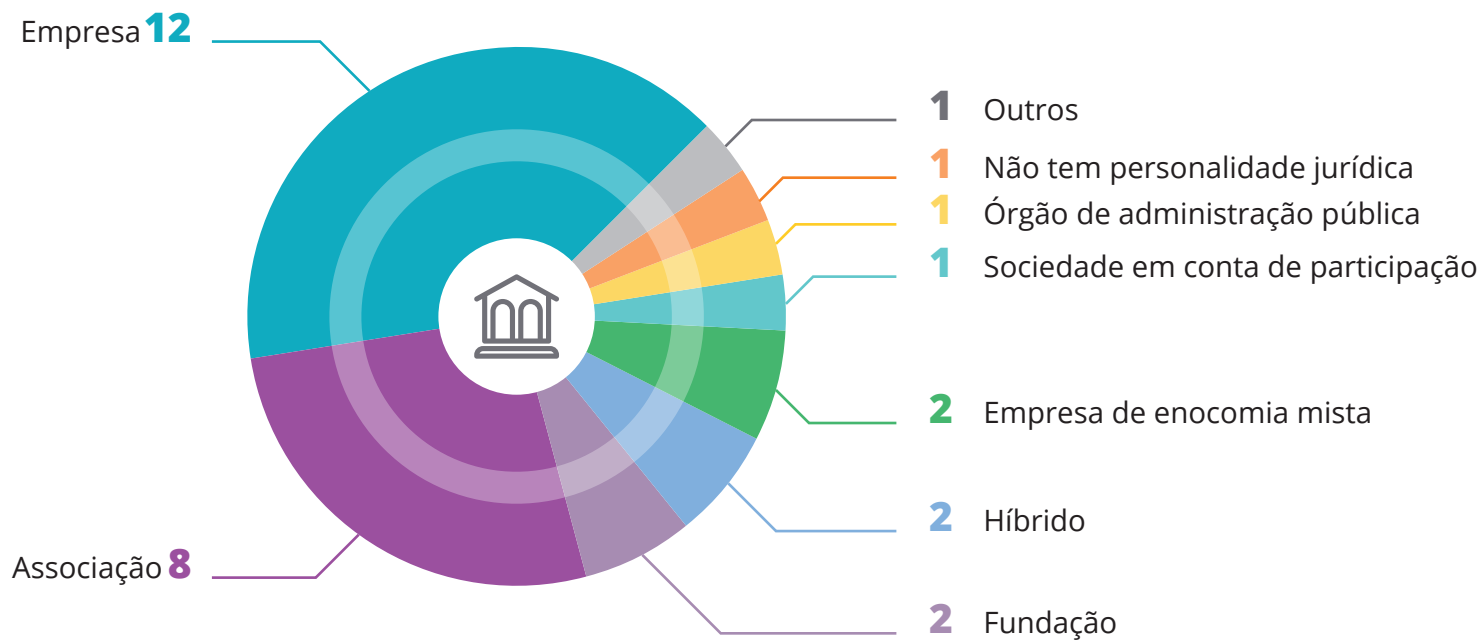 Empresa 12
1 Outros
1 Não tem personalidade jurídica
1 Órgão de administração pública
1 Sociedade em conta de participação
2 Empresa de enocomia mista
2 Híbrido
Associação 8
2 Fundação